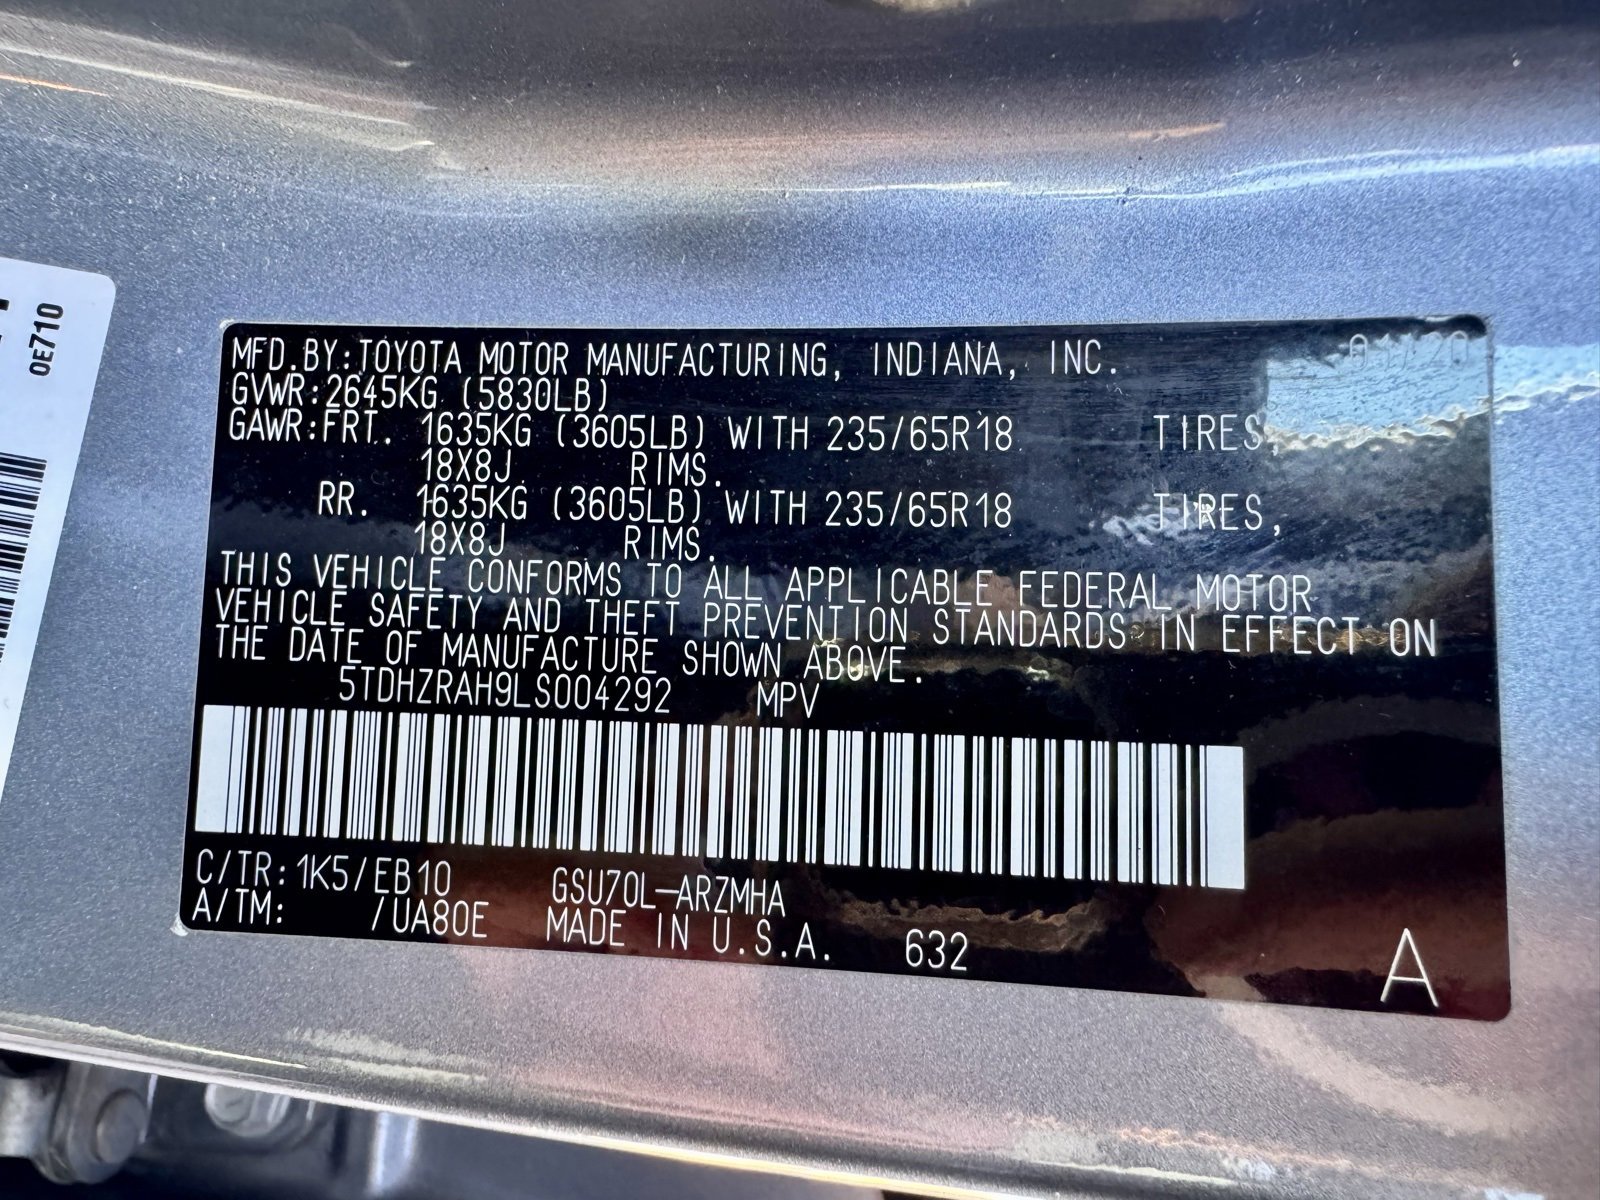 MFD.BY:TOYOTA MOTOR MANUFACTURING, INDIANA, INC. 01/20
GVWR:2645KG (5830LB)
GAWR:FRT. 1635KG (3605LB) WITH 235/65R18 TIRES,
18X8J RIMS.
RR. 1635KG (3605LB) WITH 235/65R18 TIRES,
18X8J RIMS.
THIS VEHICLE CONFORMS TO ALL APPLICABLE FEDERAL MOTOR
VEHICLE SAFETY AND THEFT PREVENTION STANDARDS IN EFFECT ON
THE DATE OF MANUFACTURE SHOWN ABOVE.
5TDHZRAH9LS004292 MPV
C/TR:1K5/EB10 GSU70L-ARZMHA
A/TM: /UA80E MADE IN U.S.A. 632 A
0E710